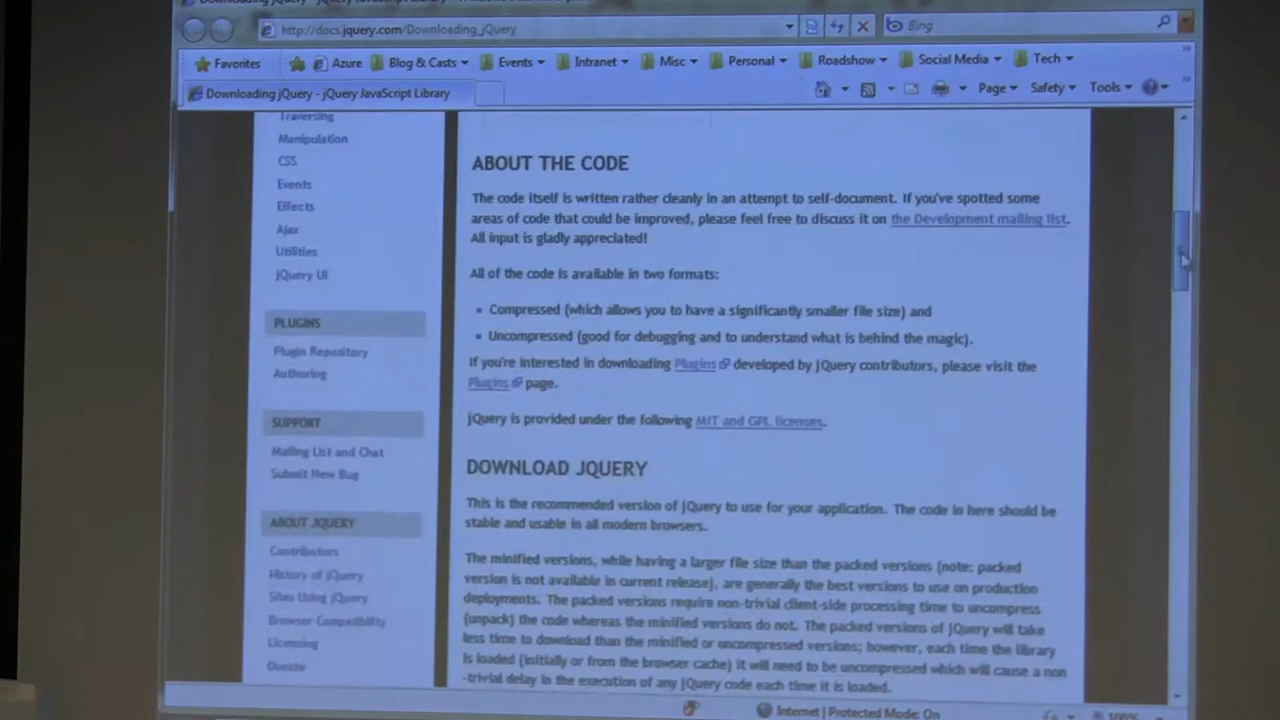 http://docs.jquery.com/Downloading_jQuery
Bing
Favorites
Azure
Blog & Casts
Events
Intranet
Misc
Personal
Roadshow
Social Media
Tech
Downloading jQuery - jQuery JavaScript Library
Page
Safety
Tools
Traversing
Manipulation
CSS
Events
Effects
Ajax
Utilities
jQuery UI
PLUGINS
Plugin Repository
Authoring
SUPPORT
Mailing List and Chat
Submit New Bug
ABOUT JQUERY
Contributors
History of jQuery
Sites Using jQuery
Browser Compatibility
Licensing
Donate
ABOUT THE CODE
The code itself is written rather cleanly in an attempt to self-document. If you've spotted some
areas of code that could be improved, please feel free to discuss it on the Development mailing list.
All input is gladly appreciated!
All of the code is available in two formats:
Compressed (which allows you to have a significantly smaller file size) and
Uncompressed (good for debugging and to understand what is behind the magic).
If you're interested in downloading Plugins developed by jQuery contributors, please visit the
Plugins page.
jQuery is provided under the following MIT and GPL licenses.
DOWNLOAD JQUERY
This is the recommended version of jQuery to use for your application. The code in here should be
stable and usable in all modern browsers.
The minified versions, while having a larger file size than the packed versions (note: packed
version is not available in current release), are generally the best versions to use on production
deployments. The packed versions require non-trivial client-side processing time to uncompress
(unpack) the code whereas the minified versions do not. The packed versions of jQuery will take
less time to download than the minified or uncompressed versions; however, each time the library
is loaded (initially or from the browser cache) it will need to be uncompressed which will cause a non
-trivial delay in the execution of any jQuery code each time it is loaded.
Internet | Protected Mode: On
100%